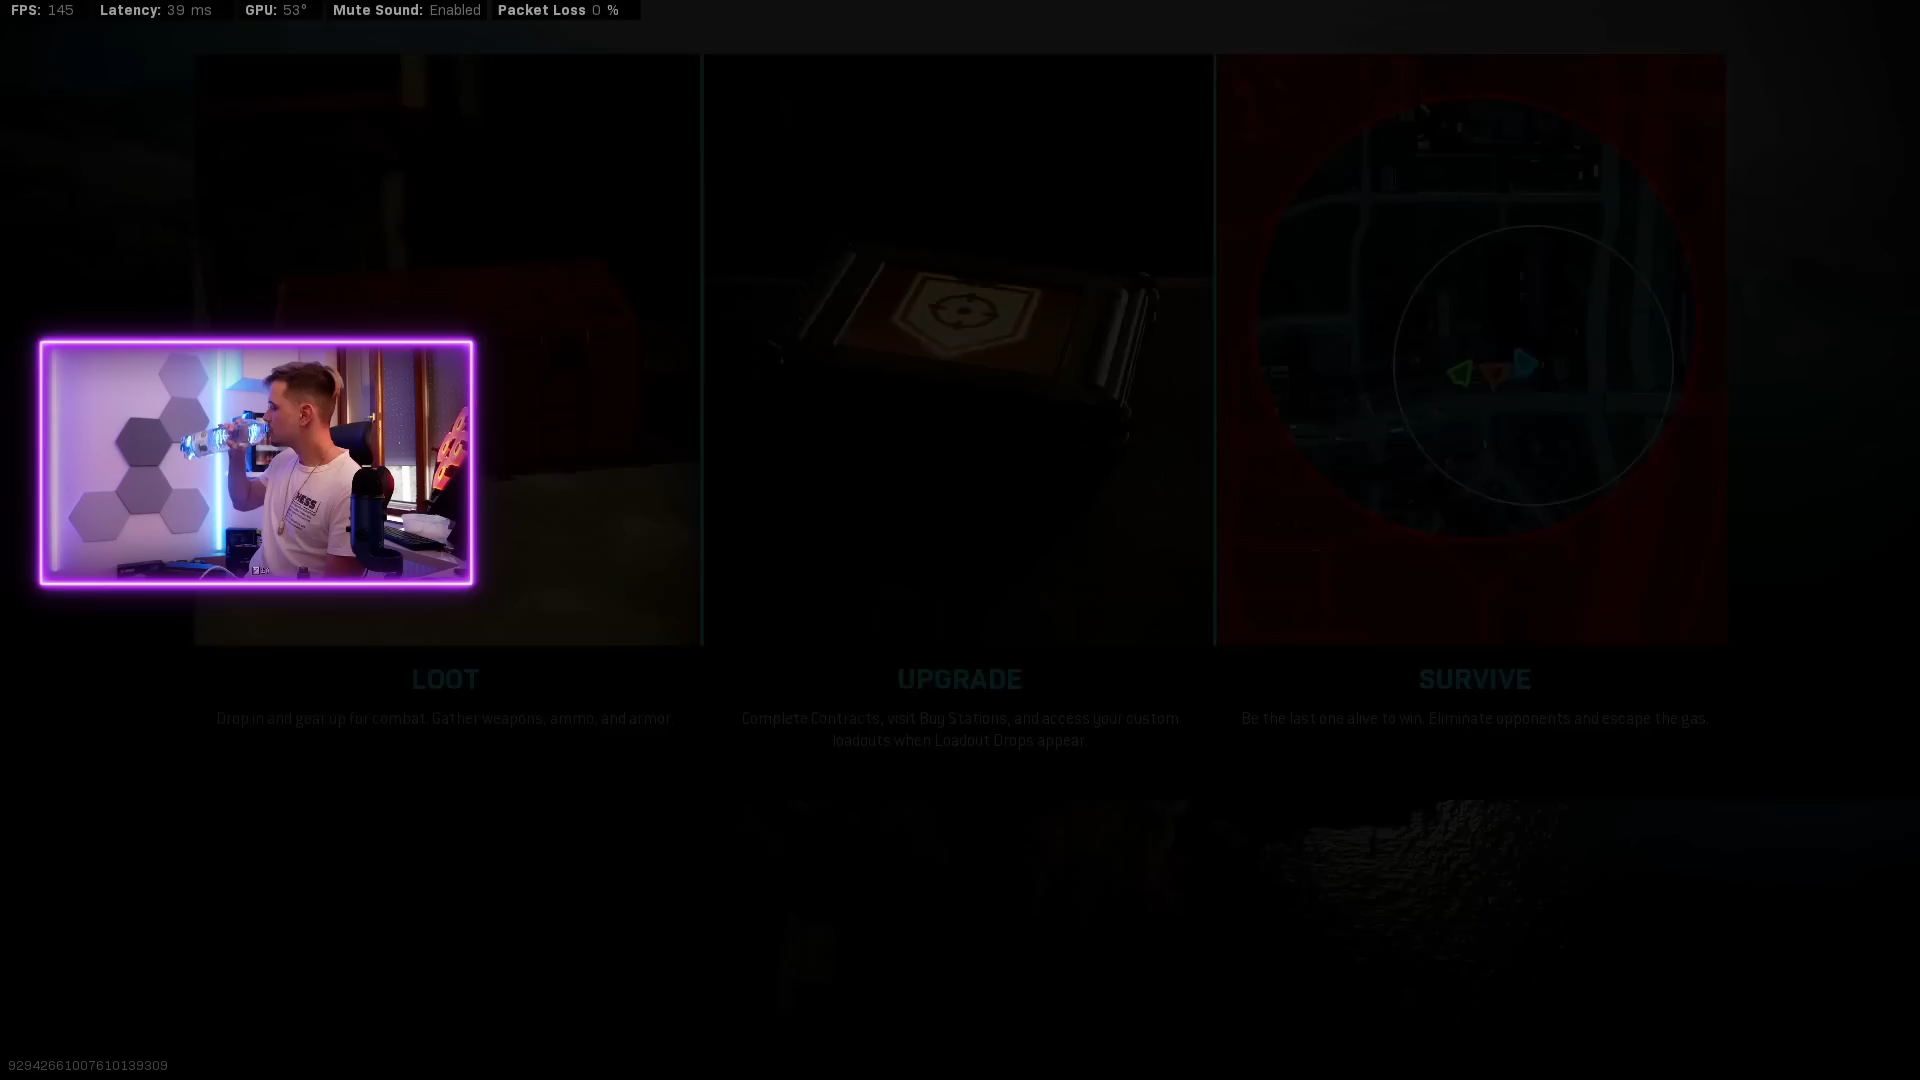 FPS: 145 Latency: 39 ms GPU: 53° Mute Sound: Enabled Packet Loss 0 %
HESS
LOOT
Drop in and gear up for combat. Gather weapons, ammo, and armor
UPGRADE
Complete Contracts, visit Buy Stations, and access your custom
loadouts when Loadout Drops appear.
SURVIVE
Be the last one alive to win. Eliminate opponents and escape the gas.
92942661007610139309